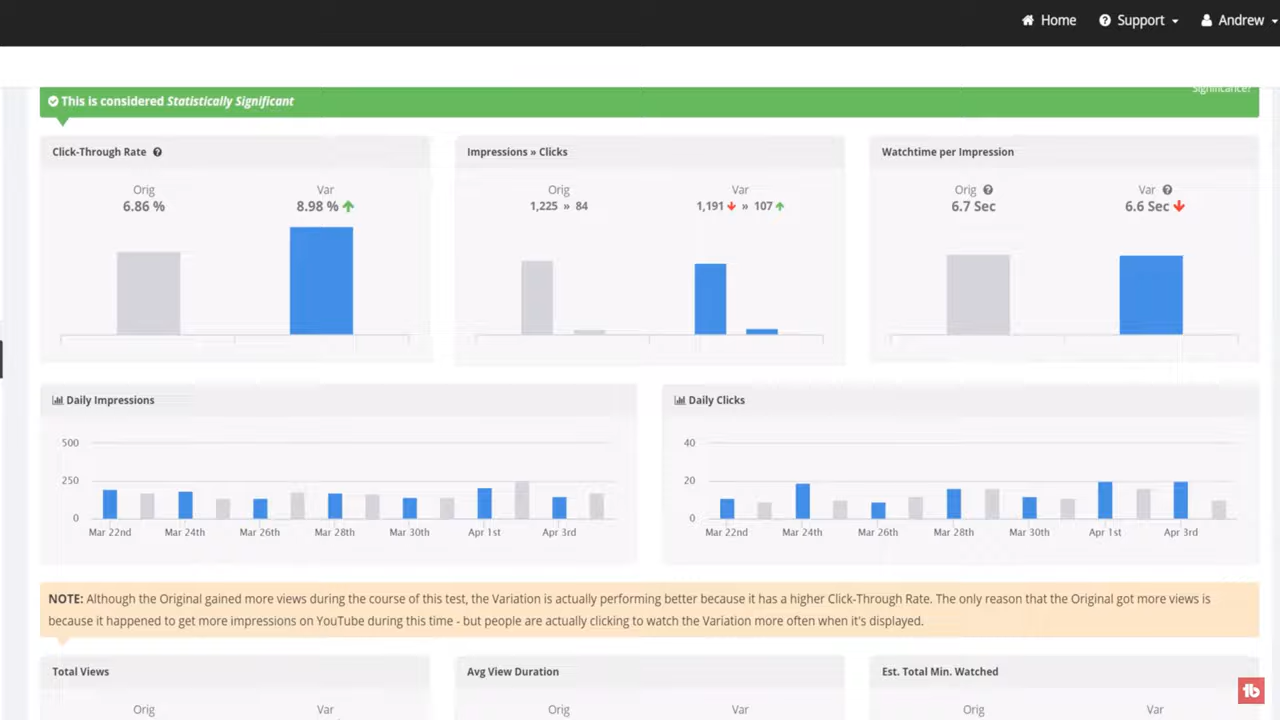 Home Support Andrew
Significance?
This is considered Statistically Significant
Click-Through Rate
Orig Var
6.86 % 8.98 %
Impressions » Clicks
Orig Var
1,225 » 84 1,191 » 107
Watchtime per Impression
Orig Var
6.7 Sec 6.6 Sec
Daily Impressions
500
250
0
Mar 22nd Mar 24th Mar 26th Mar 28th Mar 30th Apr 1st Apr 3rd
Daily Clicks
40
20
0
Mar 22nd Mar 24th Mar 26th Mar 28th Mar 30th Apr 1st Apr 3rd
NOTE: Although the Original gained more views during the course of this test, the Variation is actually performing better because it has a higher Click-Through Rate. The only reason that the Original got more views is
because it happened to get more impressions on YouTube during this time - but people are actually clicking to watch the Variation more often when it's displayed.
Total Views
Orig Var
Avg View Duration
Orig Var
Est. Total Min. Watched
Orig Var
tb